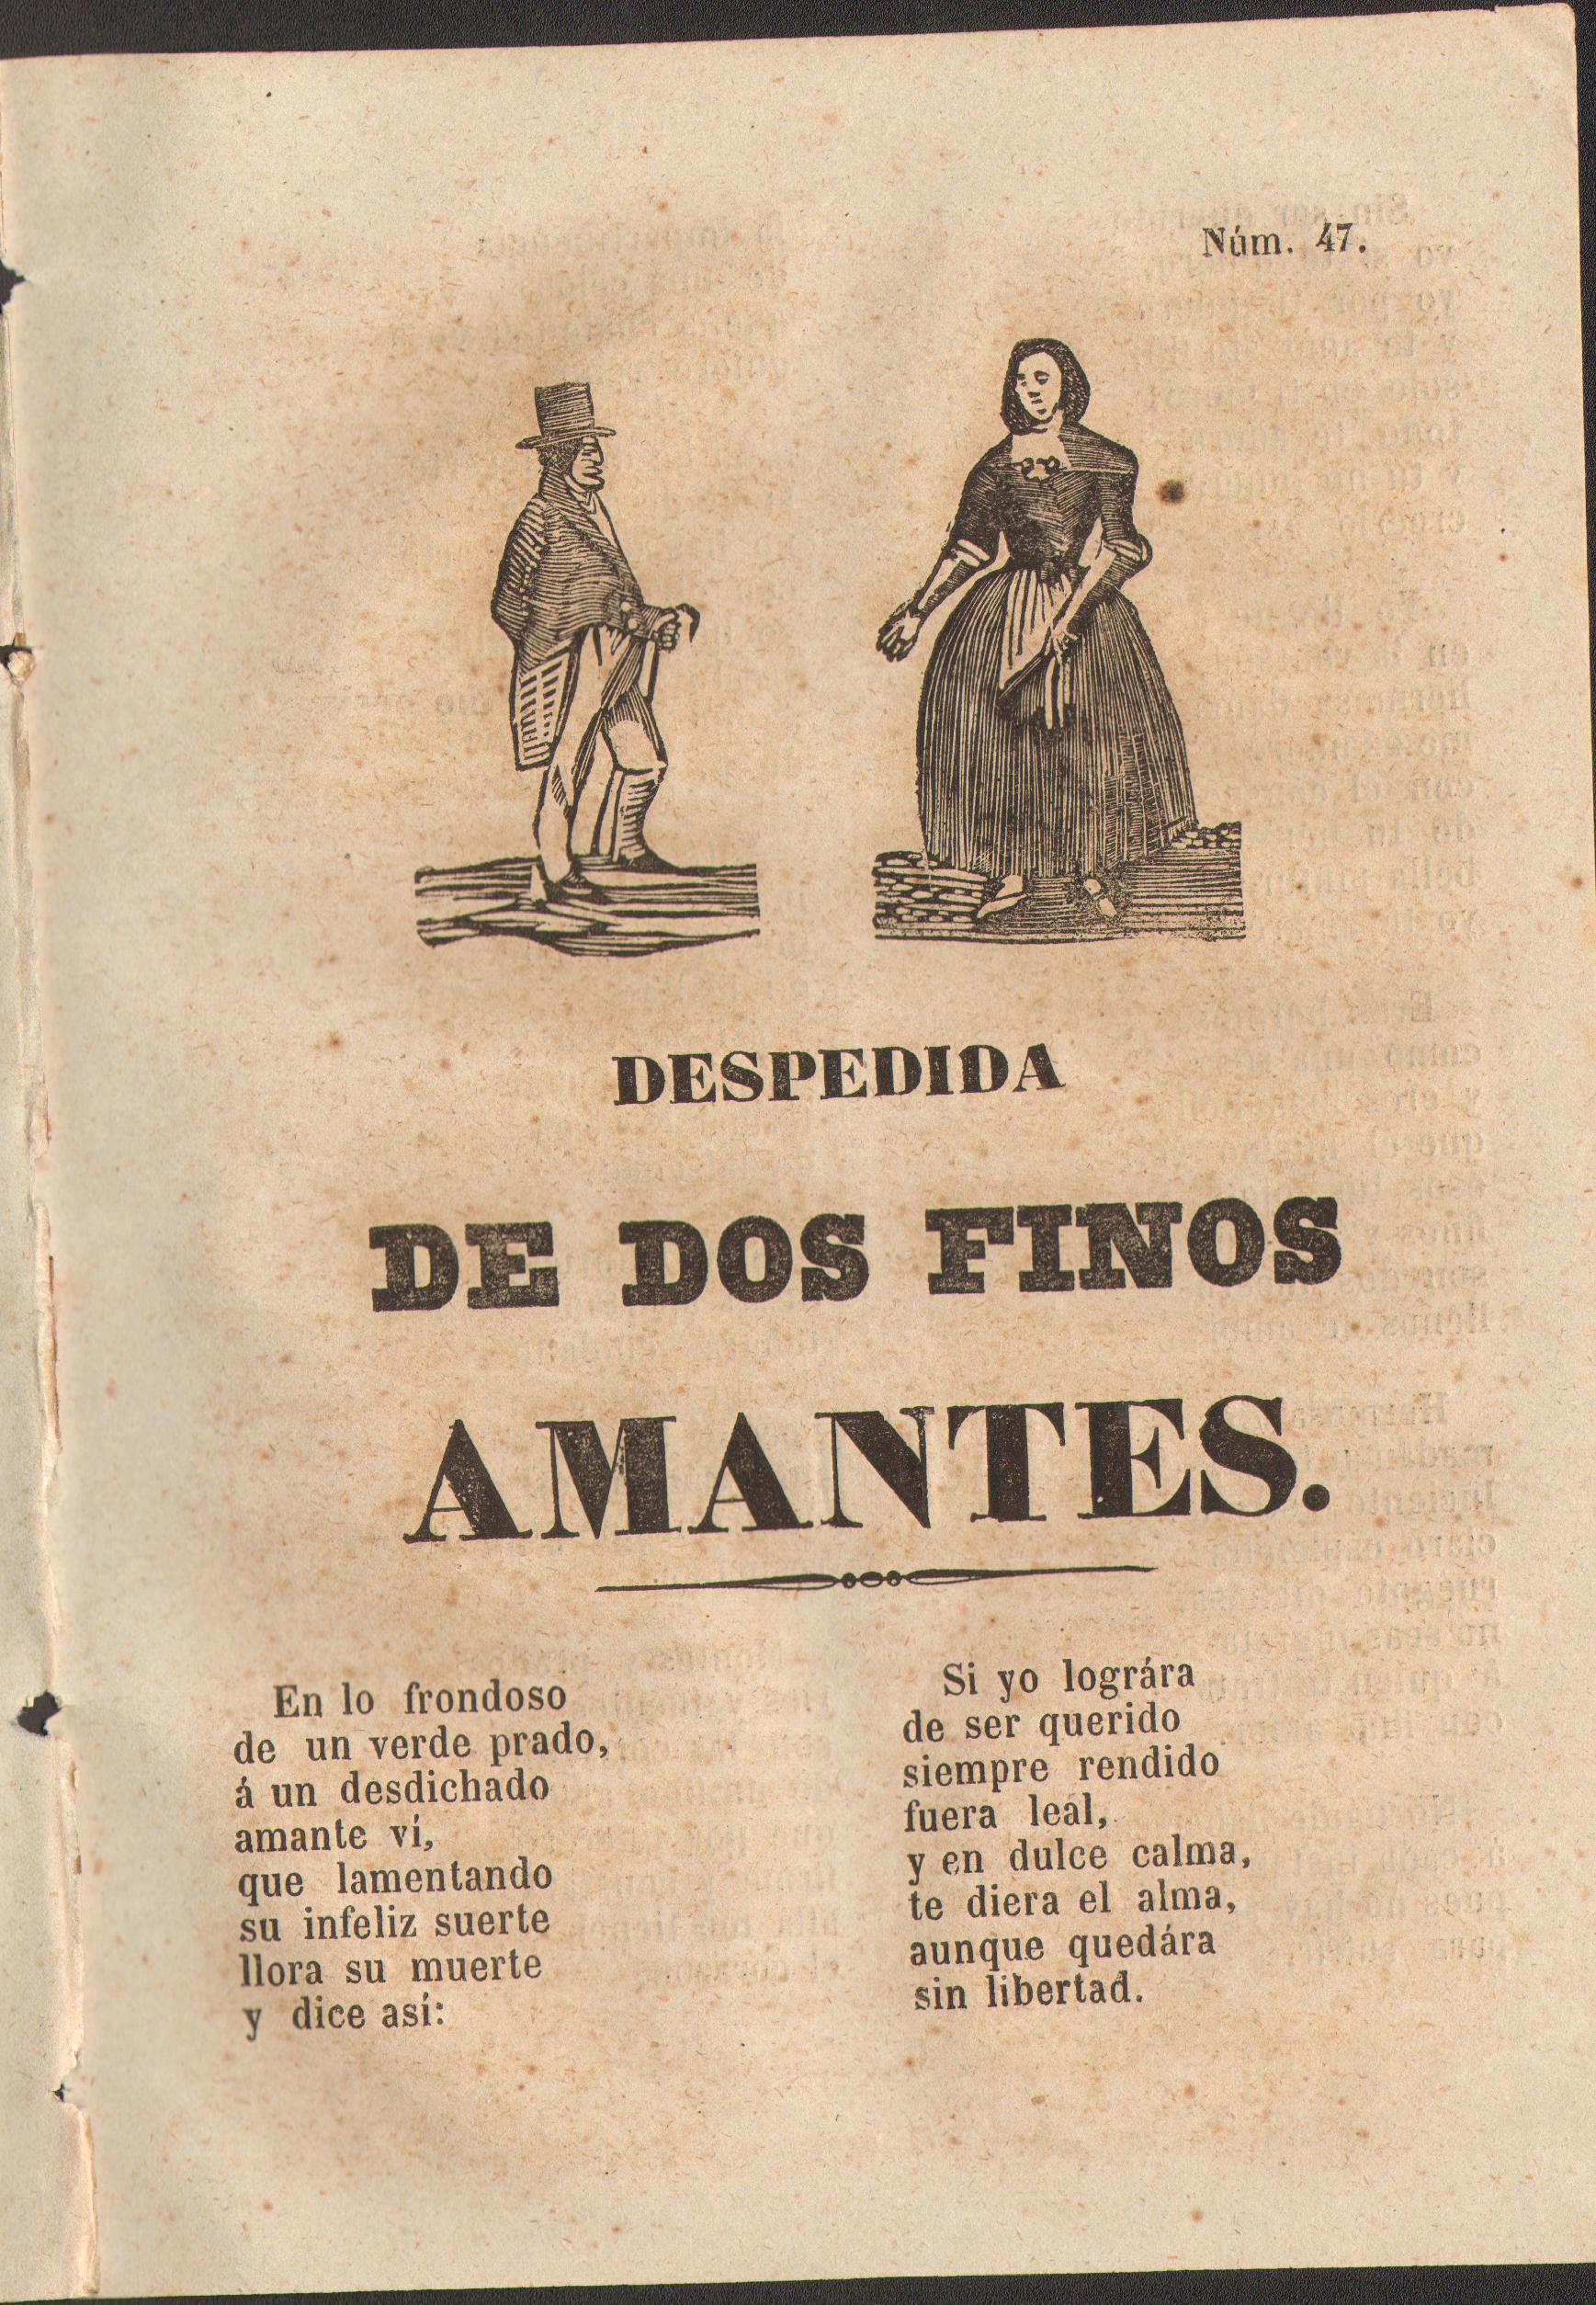 Núm. 47.
DESPEDIDA
DE DOS FINOS
AMANTES.
En lo frondoso
de un verde prado,
á un desdichado
amante ví,
que lamentando
su infeliz suerte
llora su muerte
y dice así:
Si yo lográra
de ser querido
siempre rendido
fuera leal,
y en dulce calma,
te diera el alma,
aunque quedára
sin libertad.